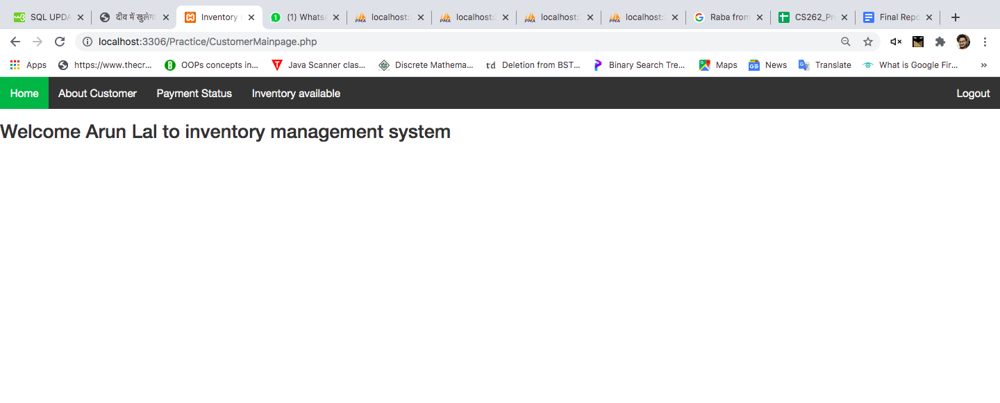 SQL UPDA दीव में खुलेगा Inventory (1) Whats localhost: localhost: localhost: localhost: Raba from CS262_Pr Final Repo
localhost:3306/Practice/CustomerMainpage.php
Apps https://www.thecr... OOPs concepts in... Java Scanner clas... Discrete Mathema... td Deletion from BST... Binary Search Tre... Maps News Translate What is Google Fir... »
Home About Customer Payment Status Inventory available Logout
Welcome Arun Lal to inventory management system